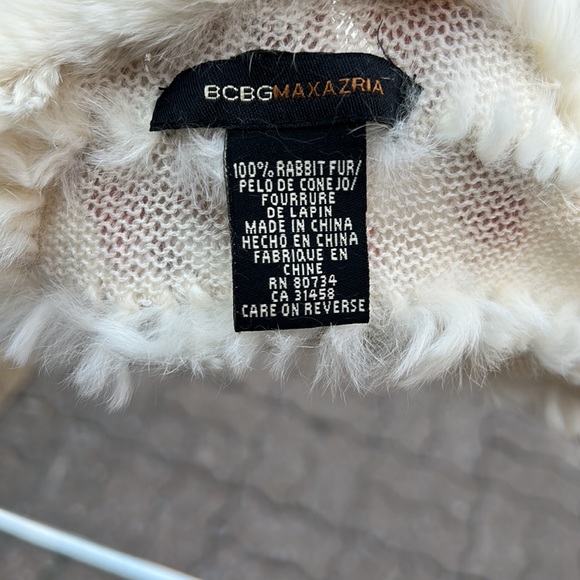 BCBGMAXAZRIA
100% RABBIT FUR/
PELO DE CONEJO/
FOURRURE
DE LAPIN
MADE IN CHINA
HECHO EN CHINA
FABRIQUE EN
CHINE
RN 80734
CA 31458
CARE ON REVERSE